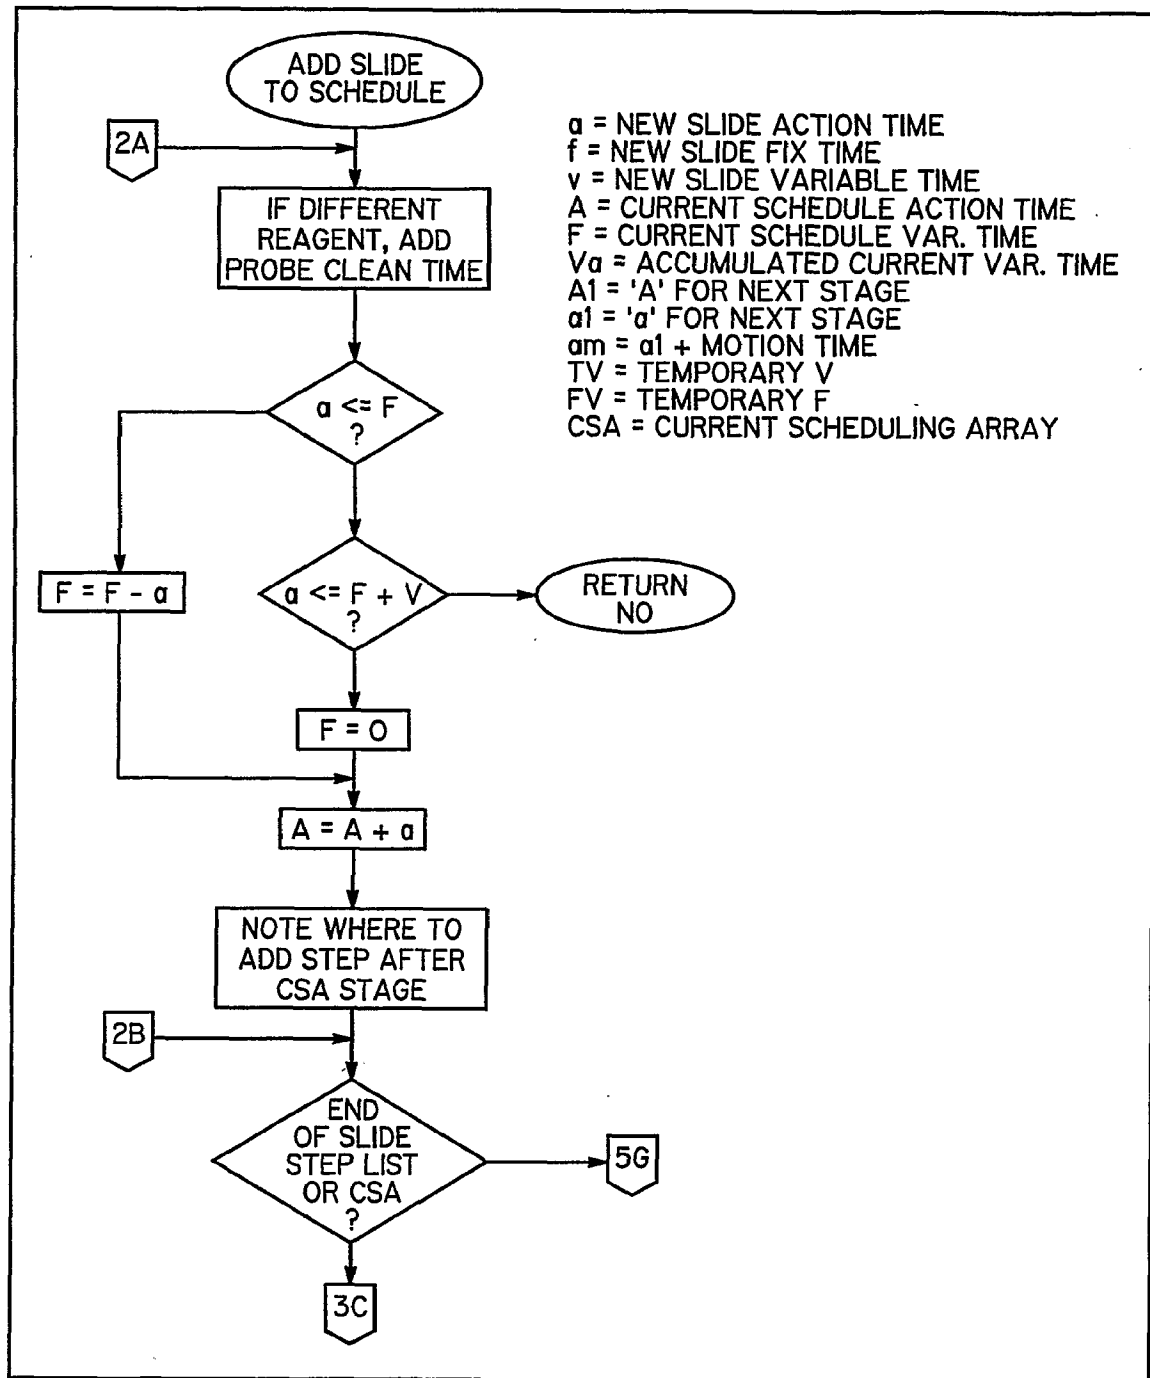 ADD SLIDE
TO SCHEDULE
2A
IF DIFFERENT
REAGENT, ADD
PROBE CLEAN TIME
a <= F
?
F = F - a
a <= F + V
?
RETURN
NO
F = 0
A = A + a
NOTE WHERE TO
ADD STEP AFTER
CSA STAGE
2B
END
OF SLIDE
STEP LIST
OR CSA
?
5G
3C
a = NEW SLIDE ACTION TIME
f = NEW SLIDE FIX TIME
v = NEW SLIDE VARIABLE TIME
A = CURRENT SCHEDULE ACTION TIME
F = CURRENT SCHEDULE VAR. TIME
Va = ACCUMULATED CURRENT VAR. TIME
A1 = 'A' FOR NEXT STAGE
a1 = 'a' FOR NEXT STAGE
am = a1 + MOTION TIME
TV = TEMPORARY V
FV = TEMPORARY F
CSA = CURRENT SCHEDULING ARRAY